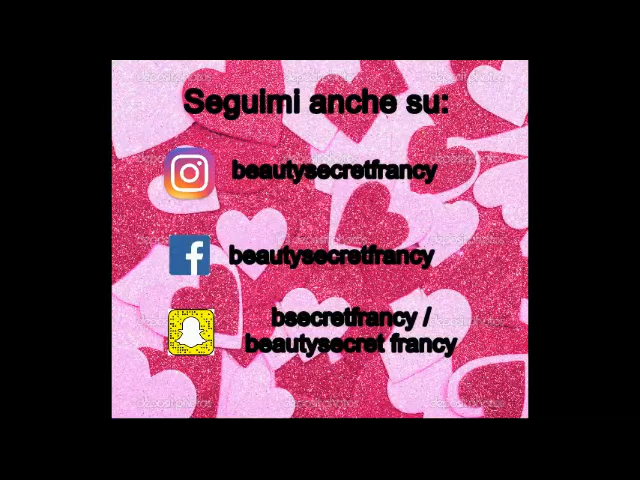 Seguimi anche su:
beautysecretfrancy
beautysecretfrancy
bsecretfrancy /
beautysecret francy